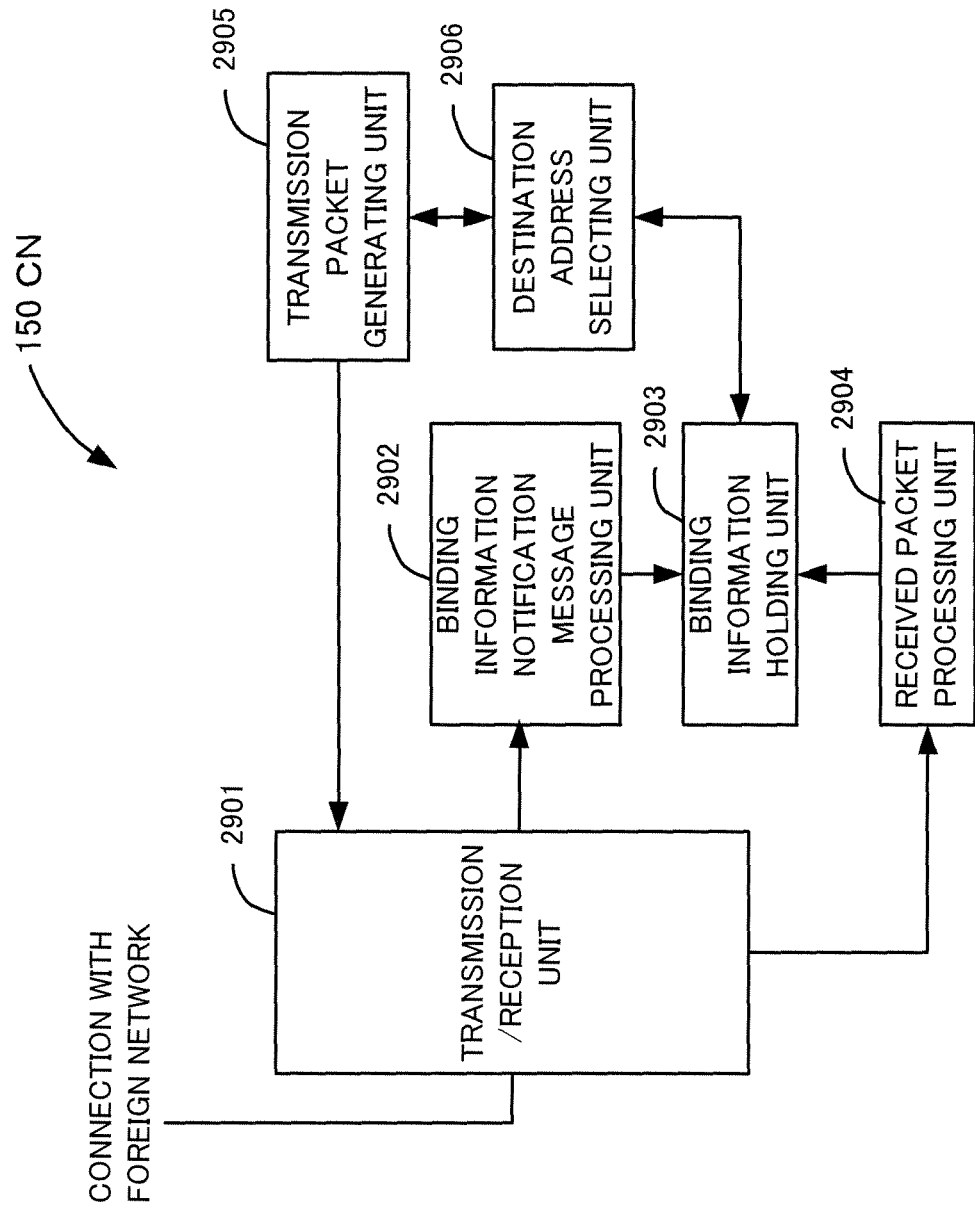 150 CN
CONNECTION WITH
FOREIGN NETWORK
2901
TRANSMISSION
/RECEPTION
UNIT
2902
BINDING
INFORMATION
NOTIFICATION
MESSAGE
PROCESSING UNIT
2903
BINDING
INFORMATION
HOLDING UNIT
2904
RECEIVED PACKET
PROCESSING UNIT
2905
TRANSMISSION
PACKET
GENERATING UNIT
2906
DESTINATION
ADDRESS
SELECTING UNIT